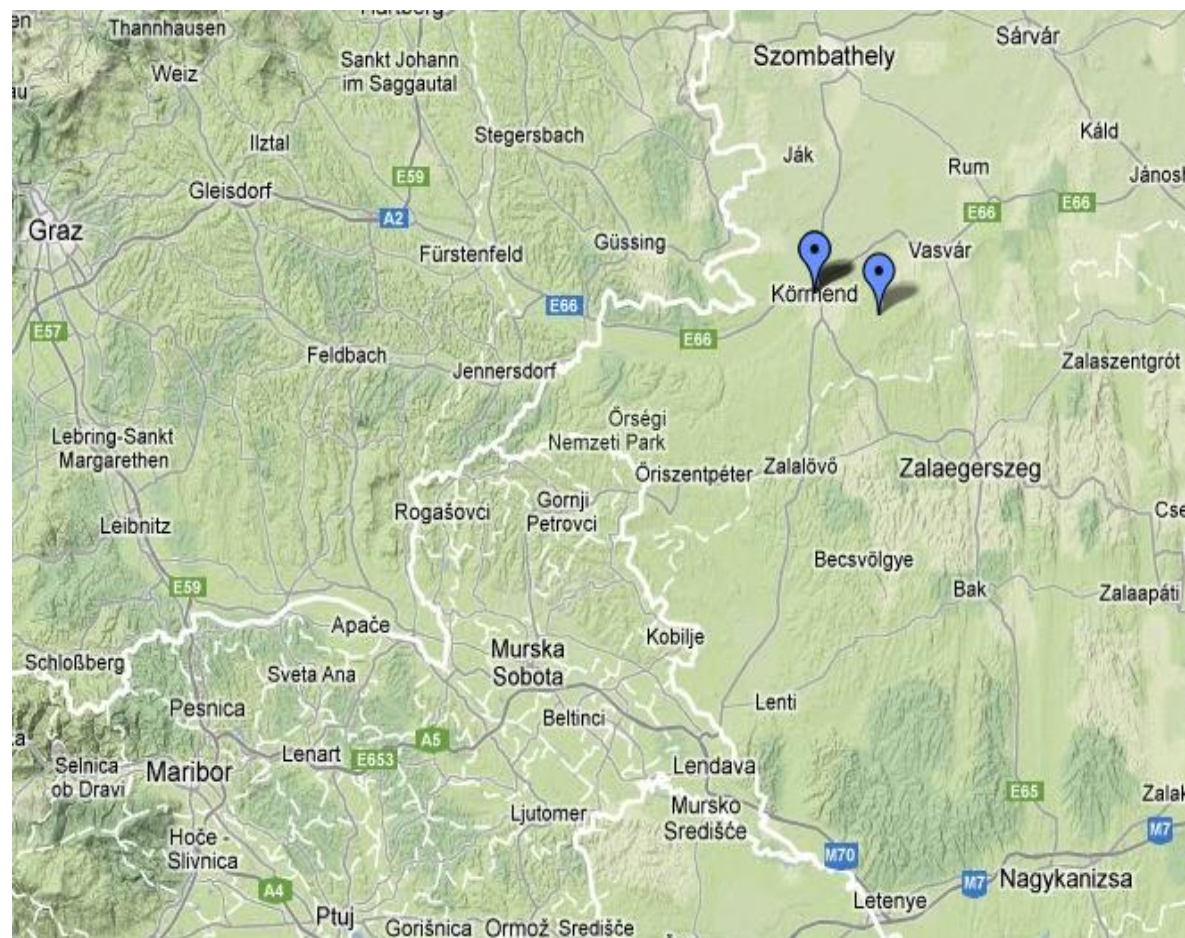 Hartberg
Thannhausen
Szombathely
Sárvár
Sankt Johann
im Saggautal
Weiz
Stegersbach
Káld
Ilztal
Ják
Rum
E59
Jánosh
Gleisdorf
E66
E66
A2
Graz
Fürstenfeld
Güssing
Vasvár
Körmend
E66
E57
E66
Feldbach
Jennersdorf
Zalaszentgrót
Őrségi
Nemzeti Park
Lebring-Sankt
Margarethen
Őriszentpéter
Zalalövő
Zalaegerszeg
Rogašovci
Gornji
Petrovci
Leibnitz
Cse
Becsvölgye
E59
Bak
Zalaapáti
Apače
Kobilje
Murska
Sobota
Schloßberg
Sveta Ana
Pesnica
Lenti
Beltinci
A5
Lenart
E653
Selnica
ob Dravi
Maribor
Lendava
E65
Zalak
Ljutomer
Mursko
Središče
M7
Hoče -
Slivnica
M70
A4
M7
Nagykanizsa
Letenye
Ptuj
Gorišnica
Ormož
Središče